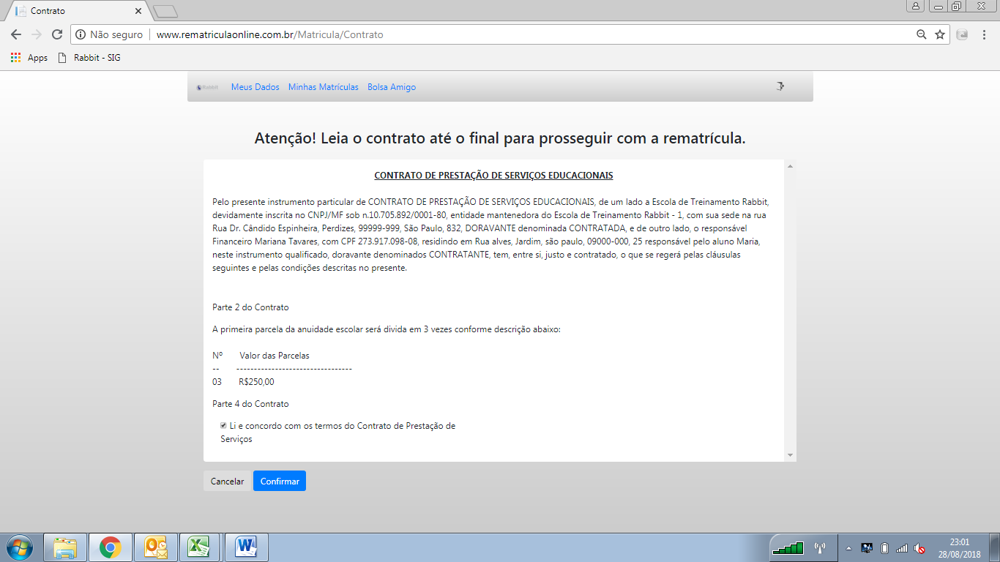 Contrato
Não seguro | www.rematriculaonline.com.br/Matricula/Contrato
Apps Rabbit - SIG
Rabbit Meus Dados Minhas Matrículas Bolsa Amigo
Atenção! Leia o contrato até o final para prosseguir com a rematrícula.
CONTRATO DE PRESTAÇÃO DE SERVIÇOS EDUCACIONAIS
Pelo presente instrumento particular de CONTRATO DE PRESTAÇÃO DE SERVIÇOS EDUCACIONAIS, de um lado a Escola de Treinamento Rabbit,
devidamente inscrita no CNPJ/MF sob n.10.705.892/0001-80, entidade mantenedora do Escola de Treinamento Rabbit - 1, com sua sede na rua
Rua Dr. Cândido Espinheira, Perdizes, 99999-999, São Paulo, 832, DORAVANTE denominada CONTRATADA, e de outro lado, o responsável
Financeiro Mariana Tavares, com CPF 273.917.098-08, residindo em Rua alves, Jardim, são paulo, 09000-000, 25 responsável pelo aluno Maria,
neste instrumento qualificado, doravante denominados CONTRATANTE, tem, entre si, justo e contratado, o que se regerá pelas cláusulas
seguintes e pelas condições descritas no presente.
Parte 2 do Contrato
A primeira parcela da anuidade escolar será divida em 3 vezes conforme descrição abaixo:
Nº Valor das Parcelas
-- ---------------------------------
03 R$250,00
Parte 4 do Contrato
Li e concordo com os termos do Contrato de Prestação de
Serviços
Cancelar Confirmar
23:01
28/08/2018